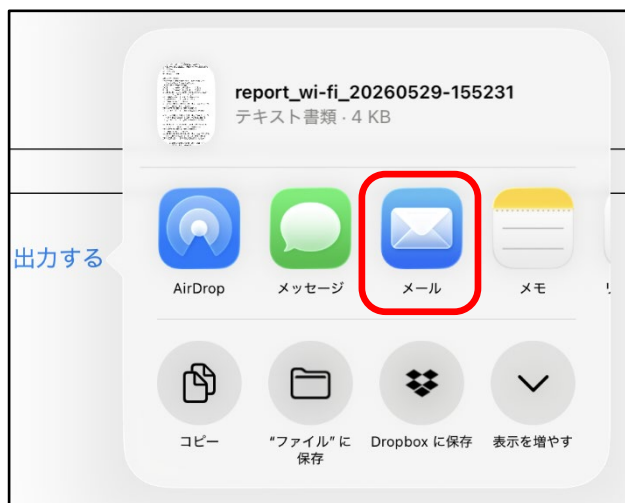 report_wi-fi_20260529-155231
テキスト書類・4 KB
出力する
AirDrop
メッセージ
メール
メモ
コピー
“ファイル”に
保存
Dropbox に保存
表示を増やす